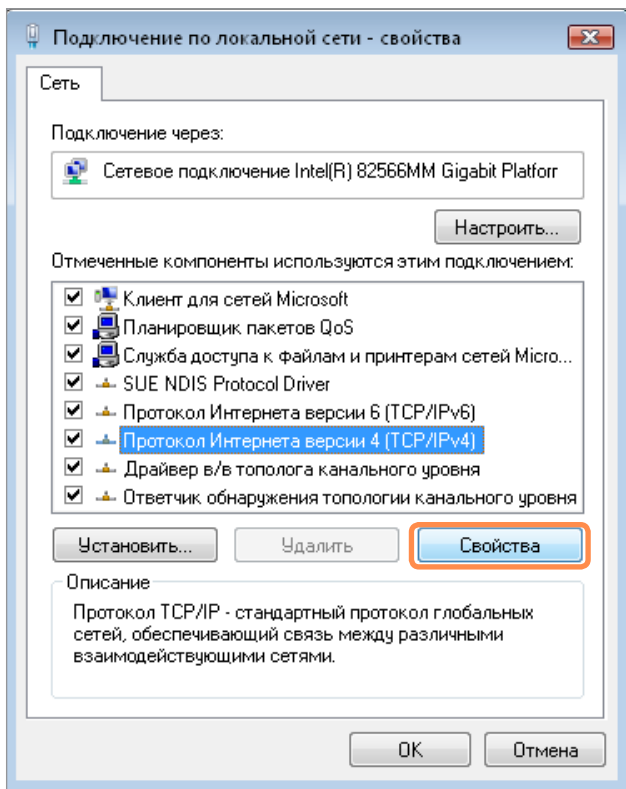 Подключение по локальной сети - свойства
Сеть
Подключение через:
Сетевое подключение Intel(R) 82566MM Gigabit Platforr
Настроить...
Отмеченные компоненты используются этим подключением:
Клиент для сетей Microsoft
Планировщик пакетов QoS
Служба доступа к файлам и принтерам сетей Micro...
SUE NDIS Protocol Driver
Протокол Интернета версии 6 (TCP/IPv6)
Протокол Интернета версии 4 (TCP/IPv4)
Драйвер в/в тополога канального уровня
Ответчик обнаружения топологии канального уровня
Установить... Удалить Свойства
Описание
Протокол TCP/IP - стандартный протокол глобальных
сетей, обеспечивающий связь между различными
взаимодействующими сетями.
OK Отмена